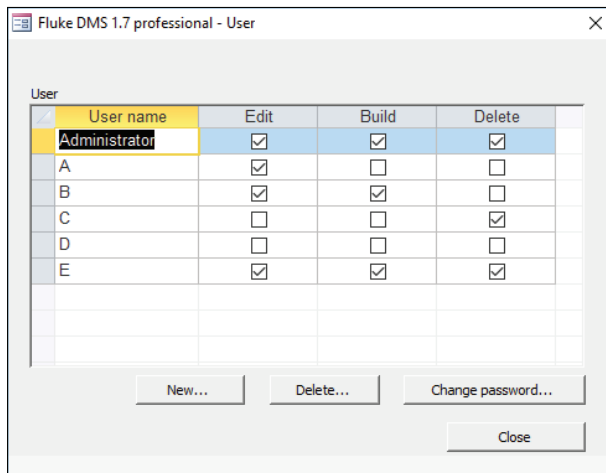 Fluke DMS 1.7 professional - User
User
User name Edit Build Delete
Administrator
A
B
C
D
E
New... Delete... Change password...
Close